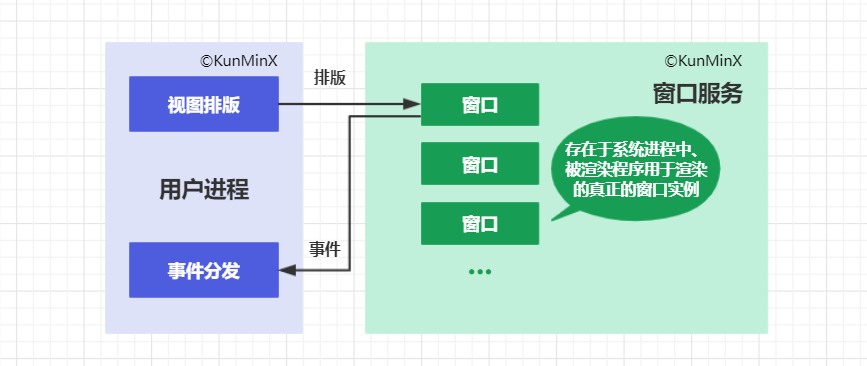 ©KunMinX
视图排版
用户进程
事件分发
排版
事件
©KunMinX
窗口服务
窗口
窗口
窗口
存在于系统进程中、
被渲染程序用于渲染
的真正的窗口实例
...